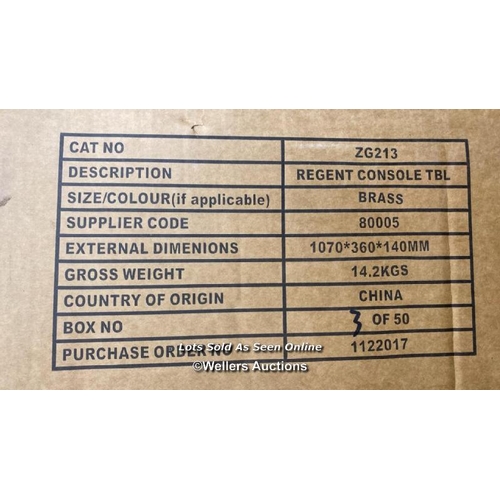 CAT NO ZG213
DESCRIPTION REGENT CONSOLE TBL
SIZE/COLOUR(if applicable) BRASS
SUPPLIER CODE 80005
EXTERNAL DIMENIONS 1070*360*140MM
GROSS WEIGHT 14.2KGS
COUNTRY OF ORIGIN CHINA
BOX NO 3 OF 50
Lots Sold As Seen Online
PURCHASE ORDER NO 1122017
©Wellers Auctions